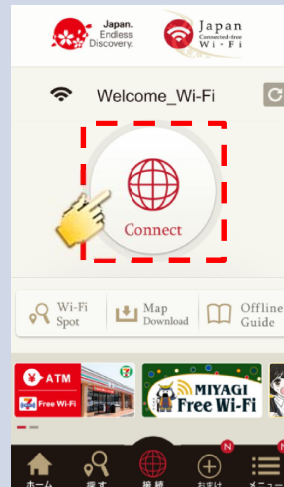 Japan.
Endless
Discovery.
Japan
Connected-free
Wi-Fi
Welcome_Wi-Fi
Connect
Wi-Fi
Spot
Map
Download
Offline
Guide
¥ ATM
Free Wi-Fi
MIYAGI
Free Wi-Fi
N
N
ホーム
探す
接続
おまけ
メニュー